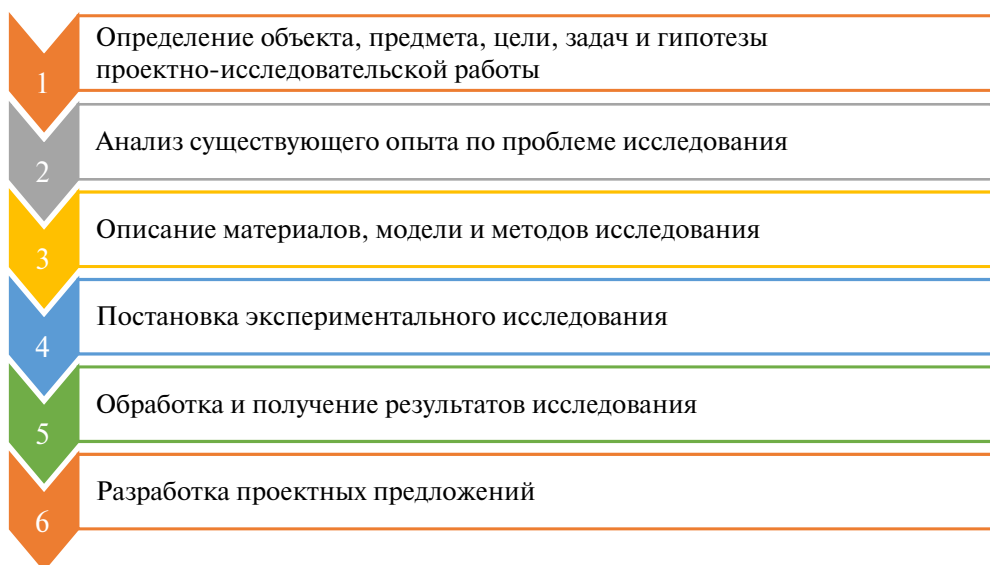 1
Определение объекта, предмета, цели, задач и гипотезы
проектно-исследовательской работы
2
Анализ существующего опыта по проблеме исследования
3
Описание материалов, модели и методов исследования
4
Постановка экспериментального исследования
5
Обработка и получение результатов исследования
6
Разработка проектных предложений